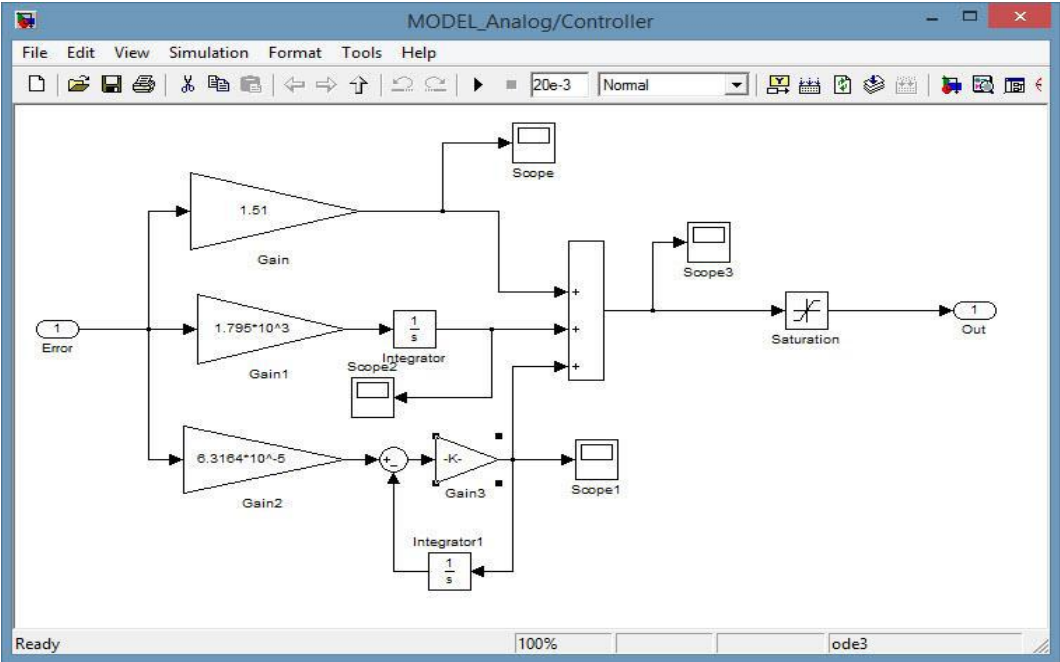 MODEL_Analog/Controller
File Edit View Simulation Format Tools Help
20e-3 Normal
Scope
1.51
Gain
Scope3
1
Error
1.795*10^3
Gain1
1
s
Integrator
+
+
+
Saturation
1
Out
Scope2
6.3164*10^-5
Gain2
+
-
-K-
Gain3
Scope1
Integrator1
1
s
Ready 100% ode3